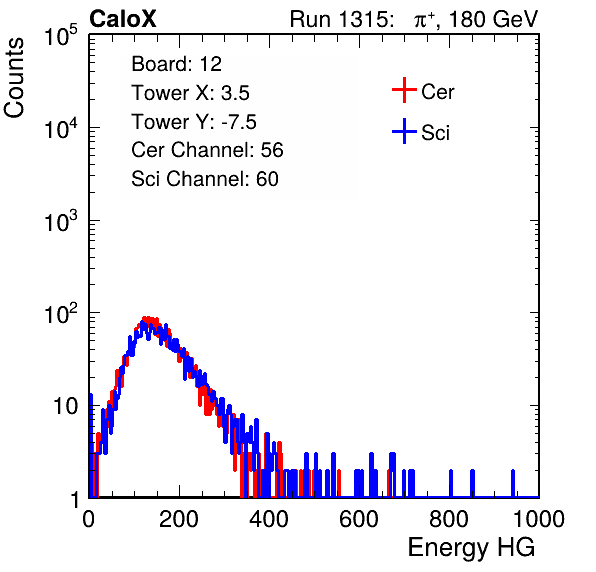 CaloX Run 1315: π⁺, 180 GeV
Counts
10⁵
10⁴
10³
10²
10
1
Board: 12
Tower X: 3.5
Tower Y: -7.5
Cer Channel: 56
Sci Channel: 60
Cer
Sci
0 200 400 600 800 1000
Energy HG